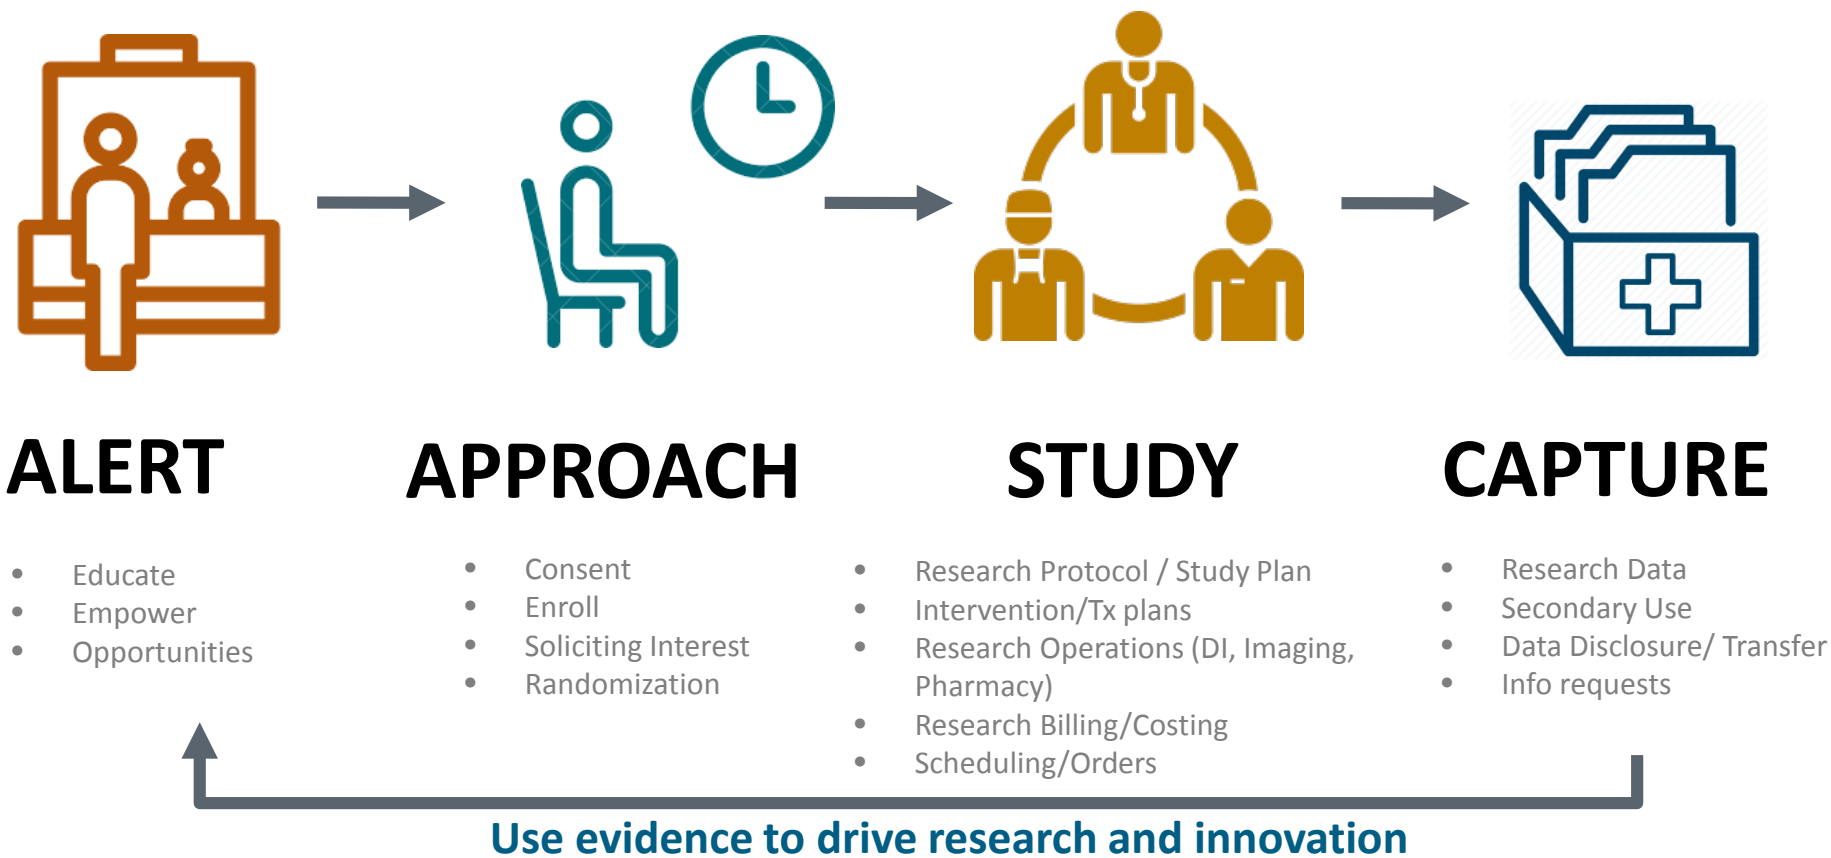 ALERT
• Educate
• Empower
• Opportunities
APPROACH
• Consent
• Enroll
• Soliciting Interest
• Randomization
STUDY
• Research Protocol / Study Plan
• Intervention/Tx plans
• Research Operations (DI, Imaging,
Pharmacy)
• Research Billing/Costing
• Scheduling/Orders
CAPTURE
• Research Data
• Secondary Use
• Data Disclosure/ Transfer
• Info requests
Use evidence to drive research and innovation